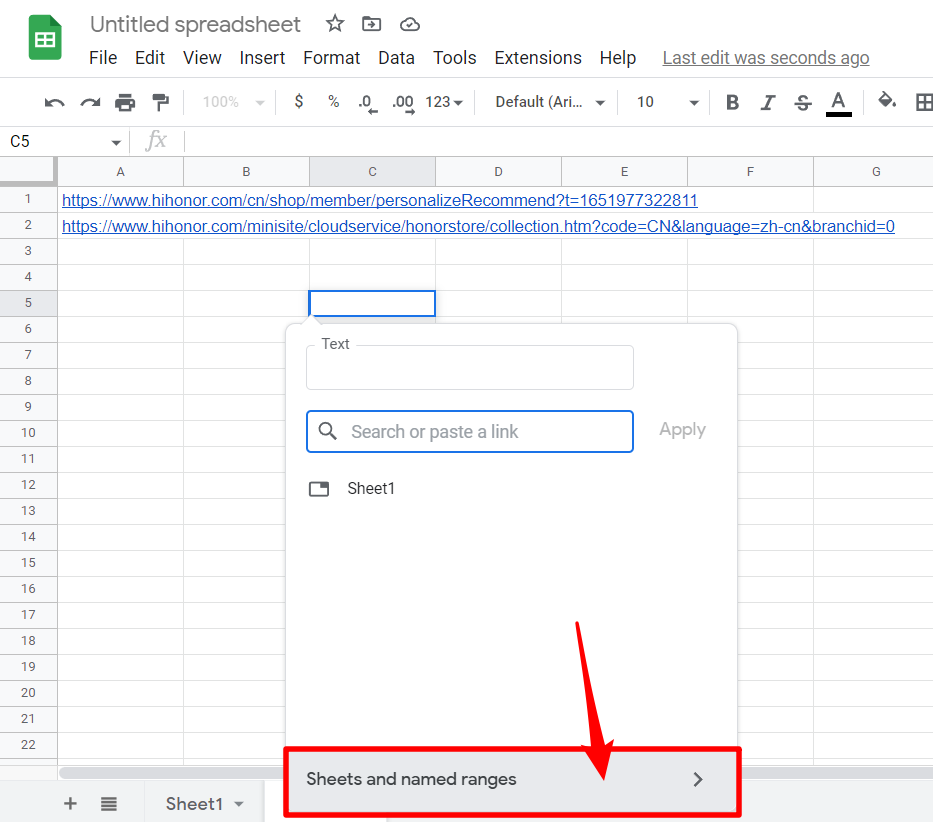 Untitled spreadsheet
File Edit View Insert Format Data Tools Extensions Help Last edit was seconds ago
100% $ % .0 .00 123 Default (Ari... 10 B I S A
C5 fx
A B C D E F G
1 https://www.hihonor.com/cn/shop/member/personalizeRecommend?t=1651977322811
2 https://www.hihonor.com/minisite/cloudservice/honorstore/collection.htm?code=CN&language=zh-cn&branchid=0
3
4
5
6
7 Text
8
9
10 Search or paste a link Apply
11
12 Sheet1
13
14
15
16
17
18
19
20
21
22
Sheets and named ranges
Sheet1